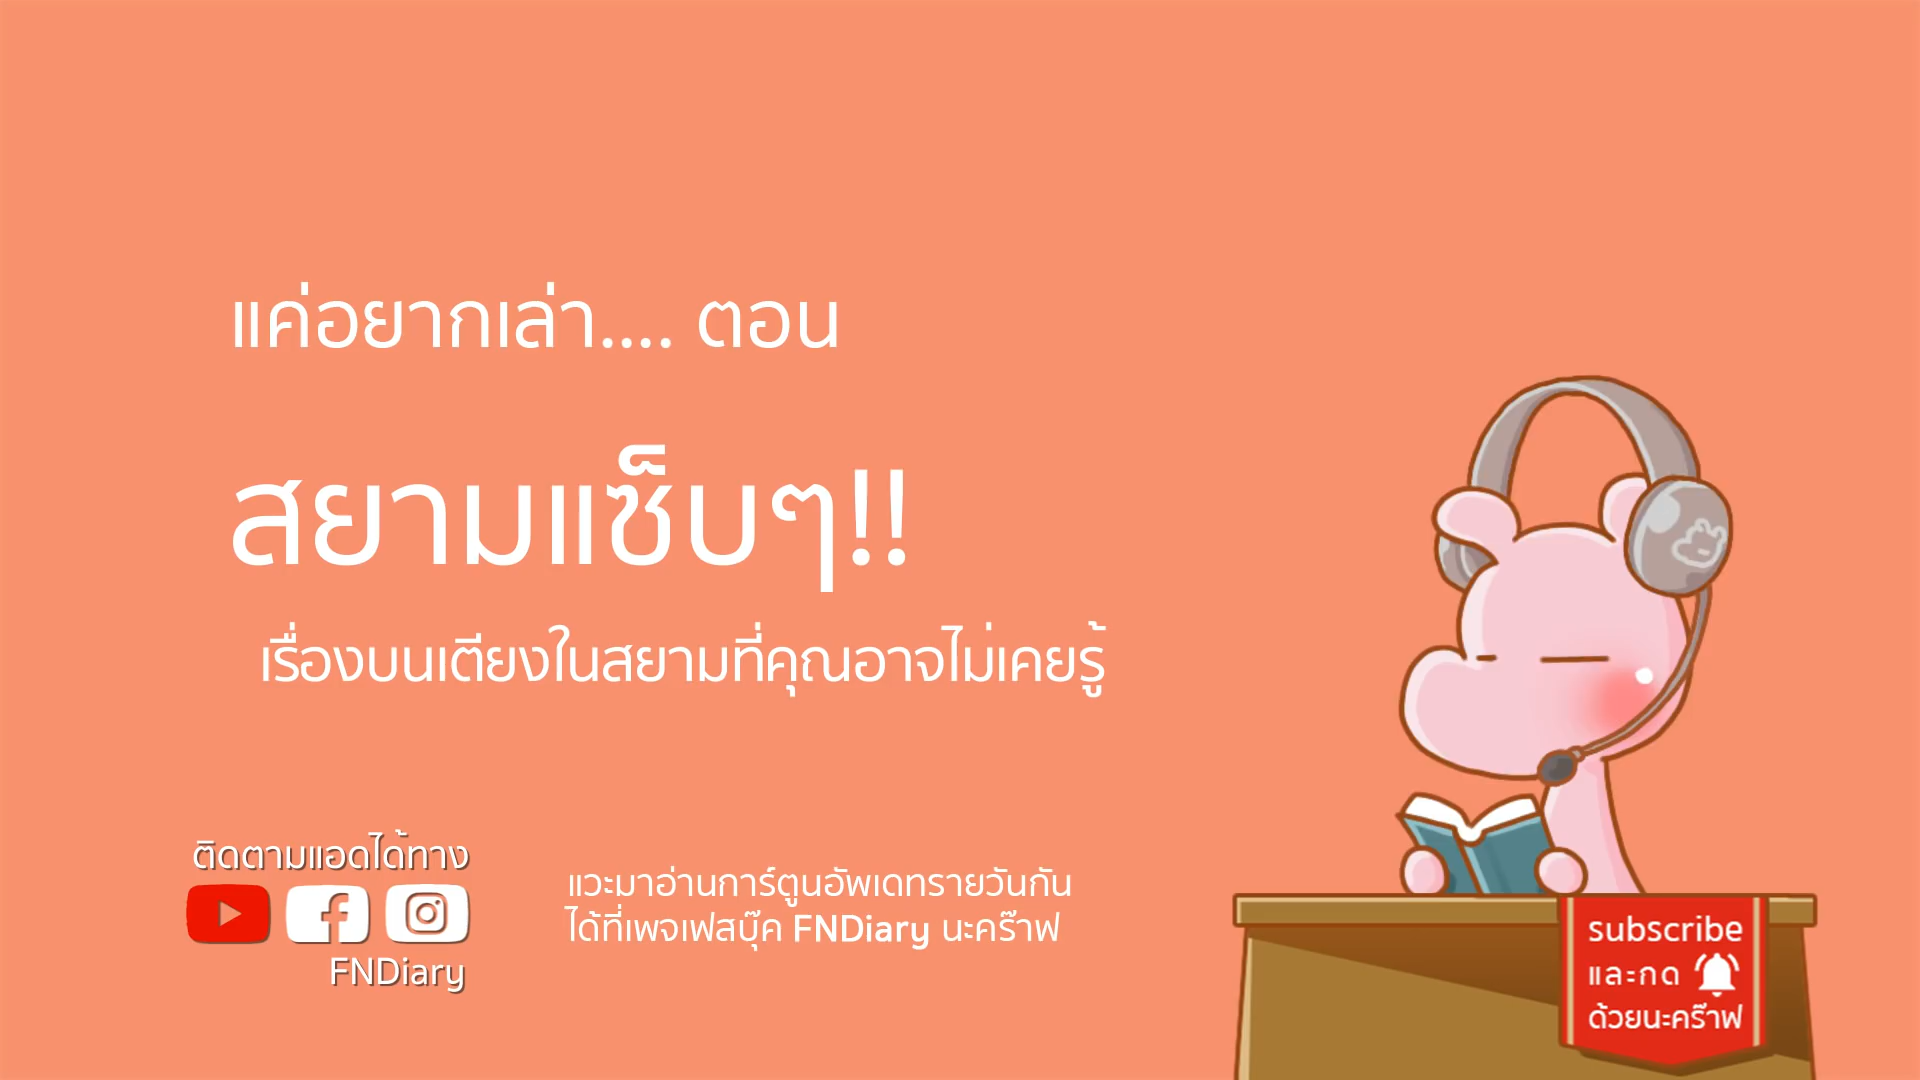 แค่อยากเล่า.... ตอน
สยามแซ็บๆ!!
เรื่องบนเตียงในสยามที่คุณอาจไม่เคยรู้
ติดตามแอดได้ทาง
FNDiary
แวะมาอ่านการ์ตูนอัพเดทรายวันกัน
ได้ที่เพจเฟสบุ๊ค FNDiary นะคร๊าฟ
subscribe
และกด
ด้วยนะคร๊าฟ